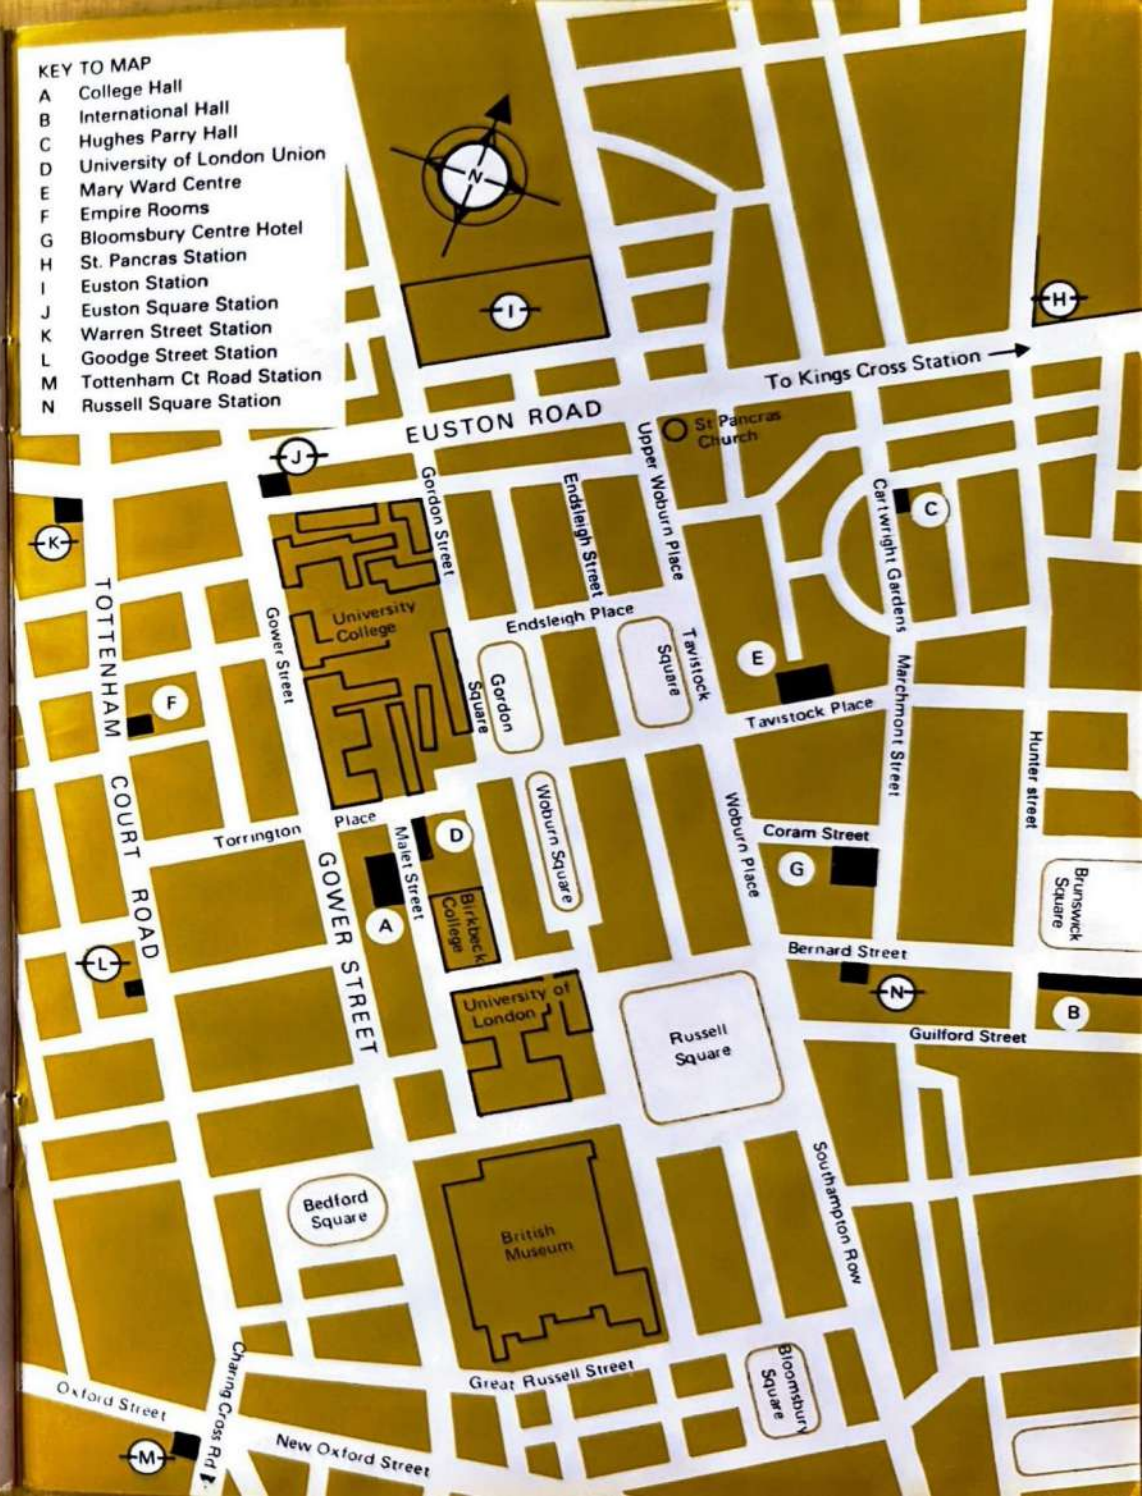 KEY TO MAP
A College Hall
B International Hall
C Hughes Parry Hall
D University of London Union
E Mary Ward Centre
F Empire Rooms
G Bloomsbury Centre Hotel
H St. Pancras Station
I Euston Station
J Euston Square Station
K Warren Street Station
L Goodge Street Station
M Tottenham Ct Road Station
N Russell Square Station
N
I
H
To Kings Cross Station
EUSTON ROAD
St Pancras
Church
J
K
C
Gordon Street
Endsleigh Street
Upper Woburn Place
Cartwright Gardens
TOTTENHAM COURT ROAD
Gower Street
University
College
Endsleigh Place
Gordon
Square
Tavistock
Square
E
F
Tavistock Place
Marchmont Street
Hunter street
Torrington Place
Malet Street
D
Woburn Square
Woburn Place
Coram Street
G
GOWER STREET
A
Birkbeck
College
Brunswick
Square
L
Bernard Street
N
B
University of
London
Russell
Square
Guilford Street
Bedford
Square
British
Museum
Southampton Row
Great Russell Street
Bloomsbury
Square
Charing Cross Rd
Oxford Street
M
New Oxford Street